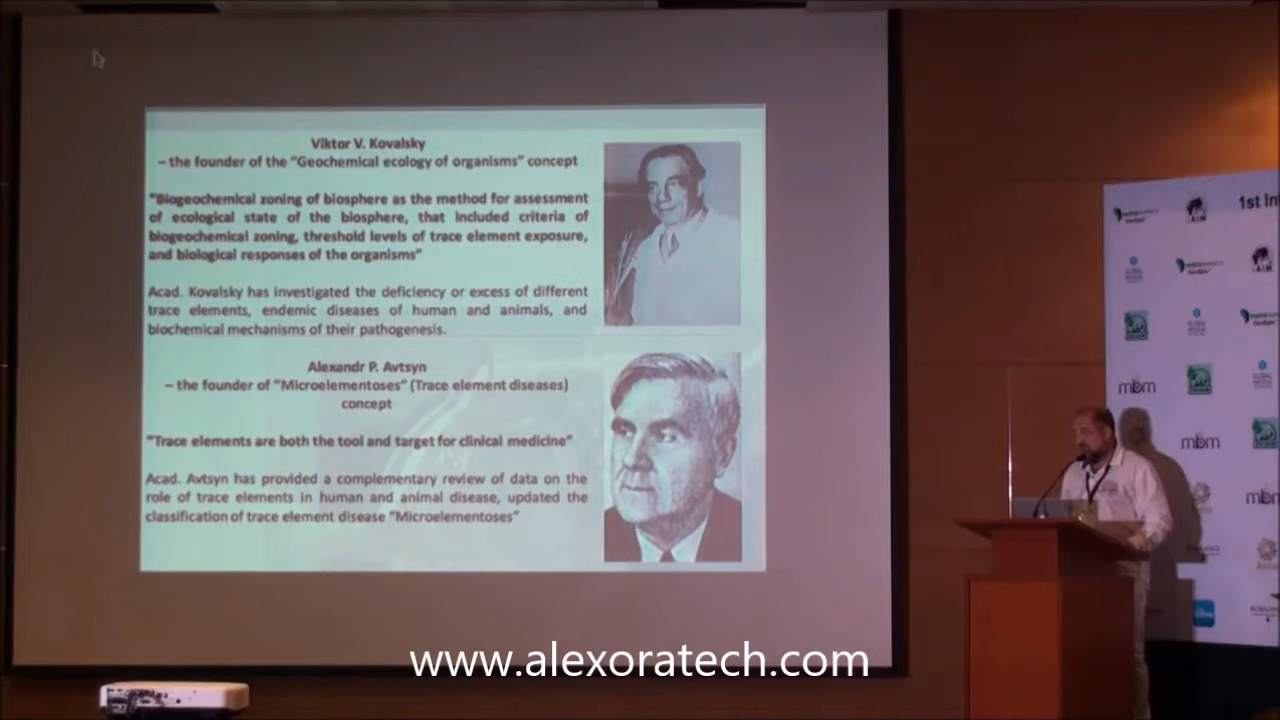 Viktor V. Kovalsky
– the founder of the "Geochemical ecology of organisms" concept
"Biogeochemical zoning of biosphere as the method for assessment
of ecological state of the biosphere, that included criteria of
biogeochemical zoning, threshold levels of trace element exposure,
and biological responses of the organisms"
Acad. Kovalsky has investigated the deficiency or excess of different
trace elements, endemic diseases of human and animals, and
biochemical mechanisms of their pathogenesis.
Alexandr P. Avtsyn
– the founder of "Microelementoses" (Trace element diseases)
concept
"Trace elements are both the tool and target for clinical medicine"
Acad. Avtsyn has provided a complementary review of data on the
role of trace elements in human and animal disease, updated the
classification of trace element disease "Microelementoses"
1st In
mbm
mbm
mbm
www.alexoratech.com